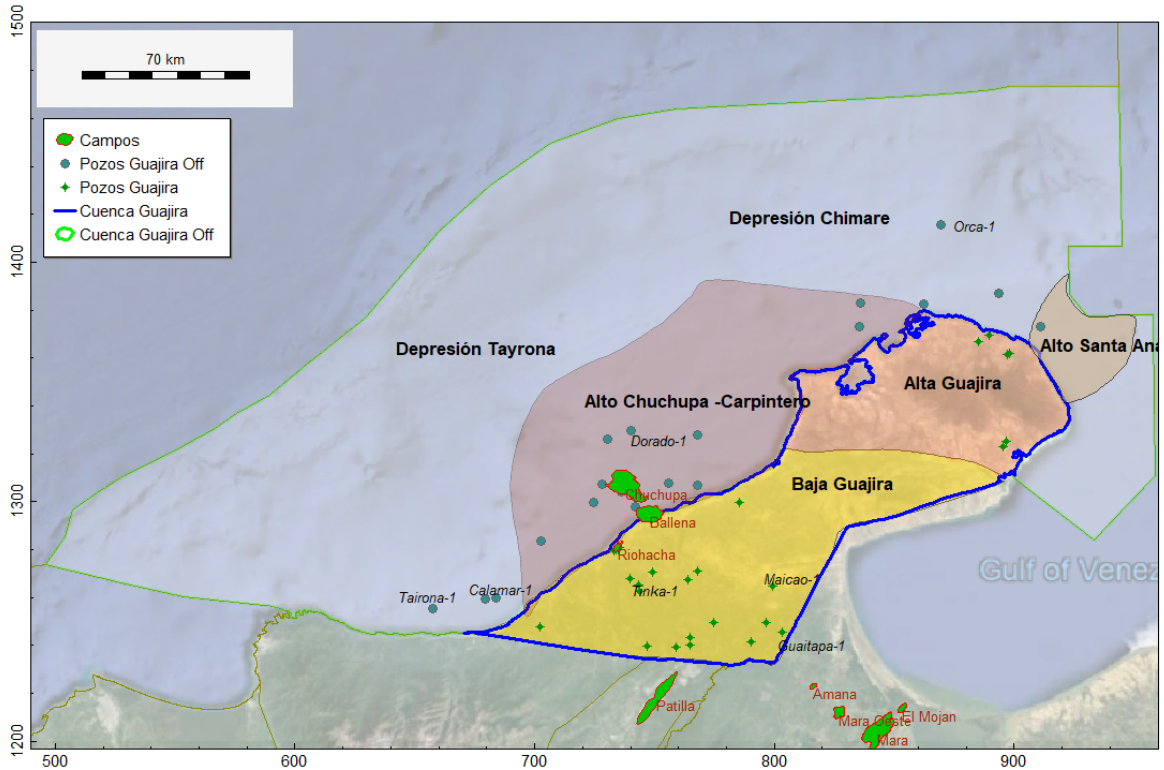 1500
70 km
Campos
Pozos Guajira Off
Pozos Guajira
Cuenca Guajira
Cuenca Guajira Off
Depresión Chimare
Orca-1
1400
Depresión Tayrona
Alto Santa Ana
Alta Guajira
Alto Chuchupa -Carpintero
Dorado-1
Baja Guajira
Chuchupa
1300
Ballena
Riohacha
Gulf of Venez
Maicao-1
Calamar-1
Tinka-1
Tairona-1
Guaitapa-1
Amana
Patilla
El Mojan
Mara Oeste
Mara
1200
500
600
700
800
900